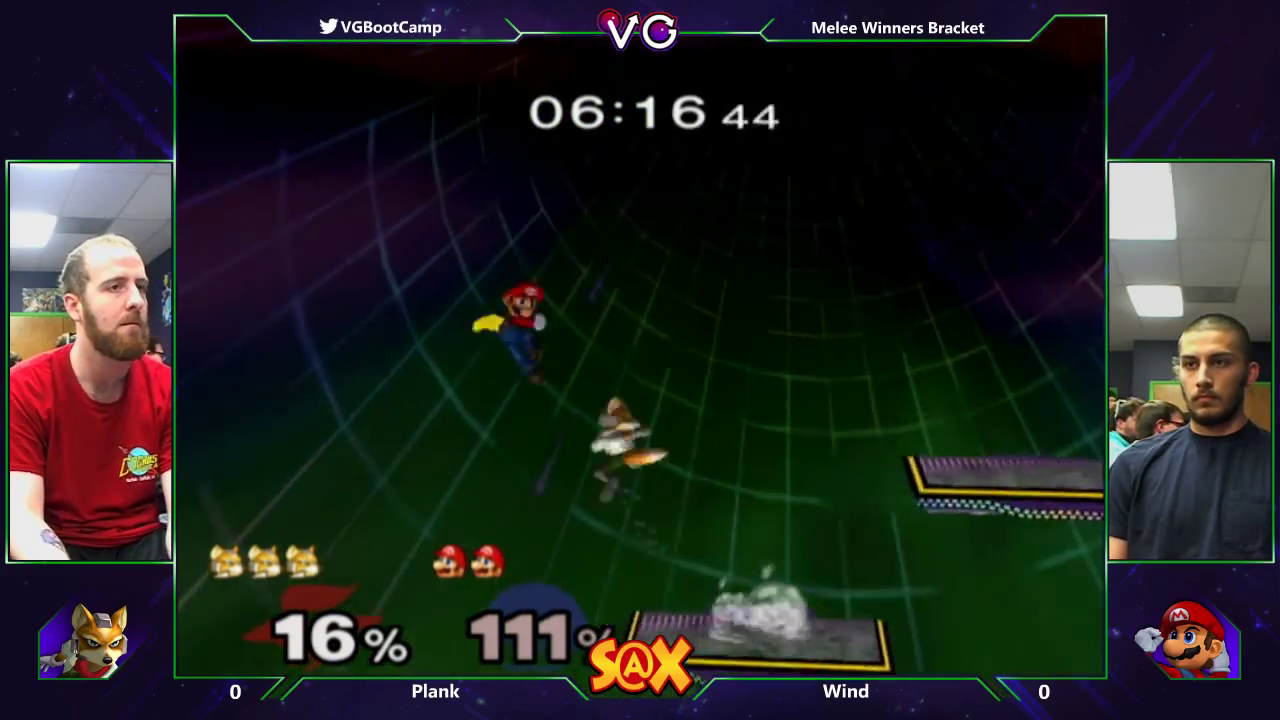 VGBootCamp
VG
Melee Winners Bracket
06:16 44
16%
111%
S@X
0
Plank
Wind
0